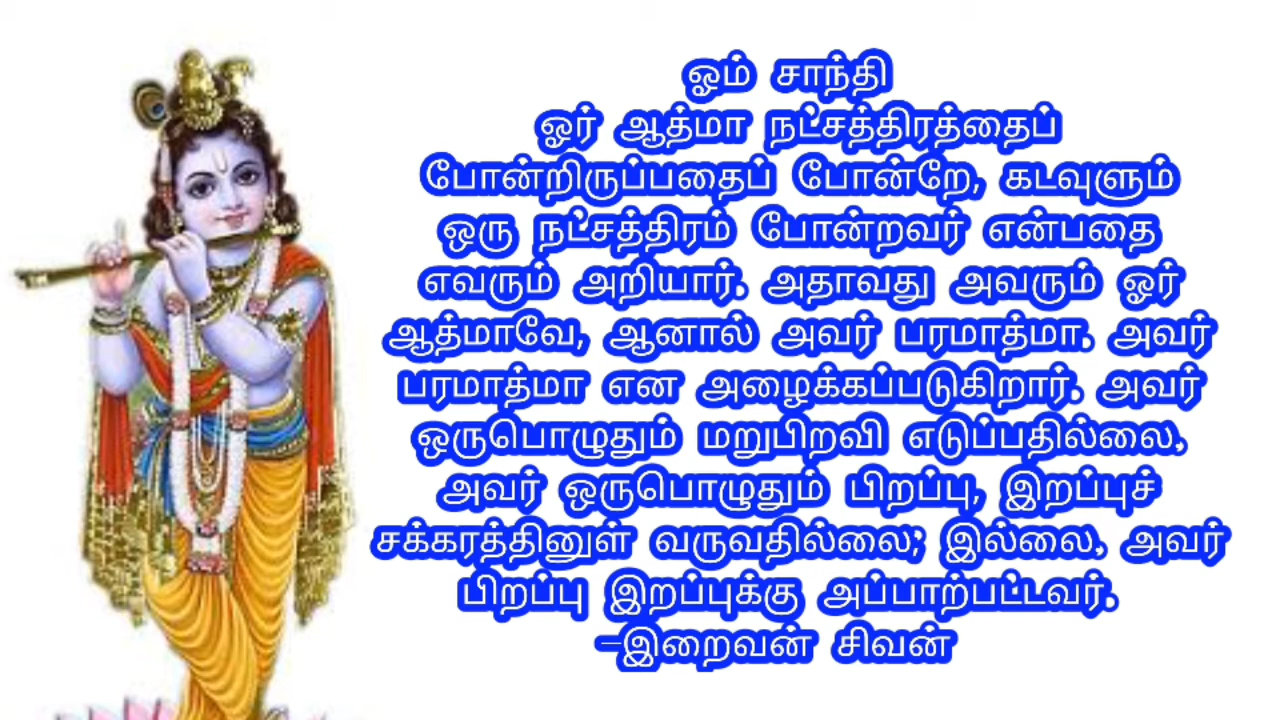 ஓம் சாந்தி
ஓர் ஆத்மா நட்சத்திரத்தைப்
போன்றிருப்பதைப் போன்றே, கடவுளும்
ஒரு நட்சத்திரம் போன்றவர் என்பதை
எவரும் அறியார். அதாவது அவரும் ஓர்
ஆத்மாவே, ஆனால் அவர் பரமாத்மா. அவர்
பரமாத்மா என அழைக்கப்படுகிறார். அவர்
ஒருபொழுதும் மறுபிறவி எடுப்பதில்லை.
அவர் ஒருபொழுதும் பிறப்பு, இறப்புச்
சக்கரத்தினுள் வருவதில்லை; இல்லை. அவர்
பிறப்பு இறப்புக்கு அப்பாற்பட்டவர்.
-இறைவன் சிவன்